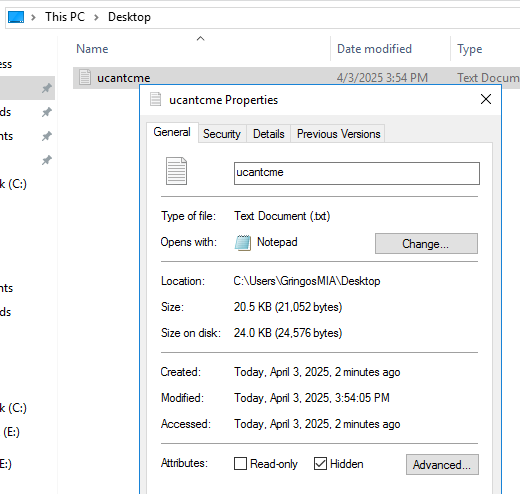 This PC > Desktop
Name Date modified Type
ess
ucantcme 4/3/2025 3:54 PM Text Docum
ucantcme Properties
ds
General Security Details Previous Versions
nts
ucantcme
k (C:)
Type of file: Text Document (.txt)
Opens with: Notepad Change...
Location: C:\Users\GringosMIA\Desktop
nts
Size: 20.5 KB (21,052 bytes)
ds
Size on disk: 24.0 KB (24,576 bytes)
Created: Today, April 3, 2025, 2 minutes ago
Modified: Today, April 3, 2025, 3:54:05 PM
k (C:)
Accessed: Today, April 3, 2025, 2 minutes ago
(E:)
Attributes: Read-only Hidden Advanced...
E:)